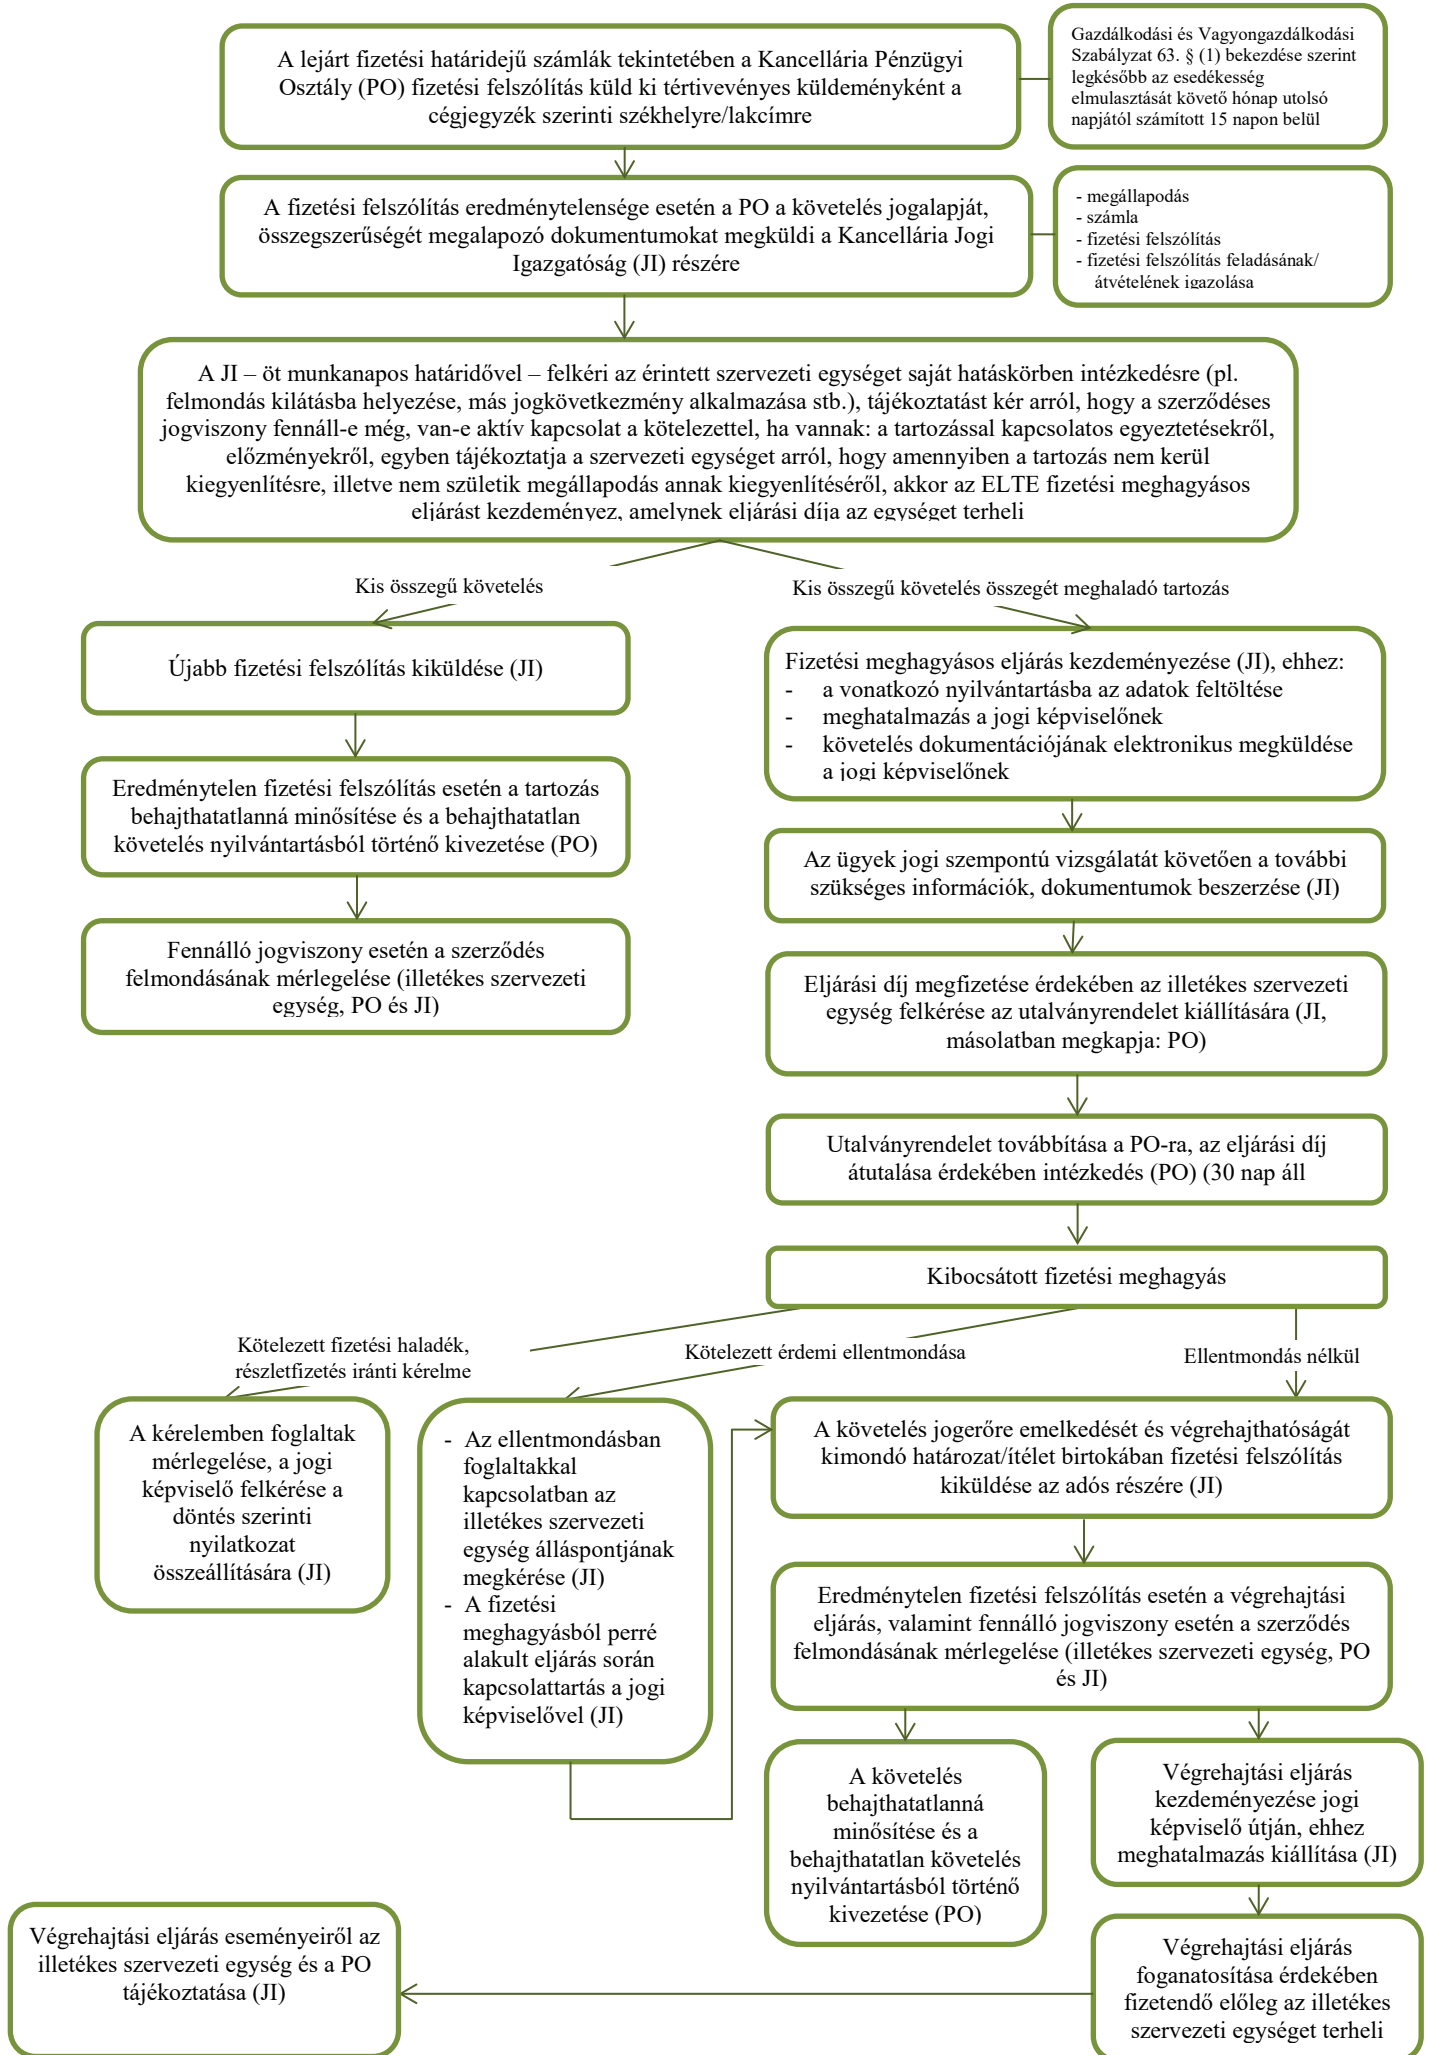 A lejárt fizetési határidejű számlák tekintetében a Kancellária Pénzügyi
Osztály (PO) fizetési felszólítás küld ki tértivevényes küldeményként a
cégjegyzék szerinti székhelyre/lakcímre
Gazdálkodási és Vagyongazdálkodási
Szabályzat 63. § (1) bekezdése szerint
legkésőbb az esedékesség
elmulasztását követő hónap utolsó
napjától számított 15 napon belül
A fizetési felszólítás eredménytelensége esetén a PO a követelés jogalapját,
összegszerűségét megalapozó dokumentumokat megküldi a Kancellária Jogi
Igazgatóság (JI) részére
- megállapodás
- számla
- fizetési felszólítás
- fizetési felszólítás feladásának/
átvételének igazolása
A JI – öt munkanapos határidővel – felkéri az érintett szervezeti egységet saját hatáskörben intézkedésre (pl.
felmondás kilátásba helyezése, más jogkövetkezmény alkalmazása stb.), tájékoztatást kér arról, hogy a szerződéses
jogviszony fennáll-e még, van-e aktív kapcsolat a kötelezettel, ha vannak: a tartozással kapcsolatos egyeztetésekről,
előzményekről, egyben tájékoztatja a szervezeti egységet arról, hogy amennyiben a tartozás nem kerül
kiegyenlítésre, illetve nem születik megállapodás annak kiegyenlítéséről, akkor az ELTE fizetési meghagyásos
eljárást kezdeményez, amelynek eljárási díja az egységet terheli
Kis összegű követelés
Kis összegű követelés összegét meghaladó tartozás
Újabb fizetési felszólítás kiküldése (JI)
Eredménytelen fizetési felszólítás esetén a tartozás
behajthatatlanná minősítése és a behajthatatlan
követelés nyilvántartásból történő kivezetése (PO)
Fennálló jogviszony esetén a szerződés
felmondásának mérlegelése (illetékes szervezeti
egység, PO és JI)
Fizetési meghagyásos eljárás kezdeményezése (JI), ehhez:
- a vonatkozó nyilvántartásba az adatok feltöltése
- meghatalmazás a jogi képviselőnek
- követelés dokumentációjának elektronikus megküldése
a jogi képviselőnek
Az ügyek jogi szempontú vizsgálatát követően a további
szükséges információk, dokumentumok beszerzése (JI)
Eljárási díj megfizetése érdekében az illetékes szervezeti
egység felkérése az utalványrendelet kiállítására (JI,
másolatban megkapja: PO)
Utalványrendelet továbbítása a PO-ra, az eljárási díj
átutalása érdekében intézkedés (PO) (30 nap áll
Kibocsátott fizetési meghagyás
Kötelezett fizetési haladék,
részletfizetés iránti kérelme
Kötelezett érdemi ellentmondása
Ellentmondás nélkül
A kérelemben foglaltak
mérlegelése, a jogi
képviselő felkérése a
döntés szerinti
nyilatkozat
összeállítására (JI)
- Az ellentmondásban
foglaltakkal
kapcsolatban az
illetékes szervezeti
egység álláspontjának
megkérése (JI)
- A fizetési
meghagyásból perré
alakult eljárás során
kapcsolattartás a jogi
képviselővel (JI)
A követelés jogerőre emelkedését és végrehajthatóságát
kimondó határozat/ítélet birtokában fizetési felszólítás
kiküldése az adós részére (JI)
Eredménytelen fizetési felszólítás esetén a végrehajtási
eljárás, valamint fennálló jogviszony esetén a szerződés
felmondásának mérlegelése (illetékes szervezeti egység, PO
és JI)
A követelés
behajthatatlanná
minősítése és a
behajthatatlan követelés
nyilvántartásból történő
kivezetése (PO)
Végrehajtási eljárás
kezdeményezése jogi
képviselő útján, ehhez
meghatalmazás kiállítása (JI)
Végrehajtási eljárás
foganatosítása érdekében
fizetendő előleg az illetékes
szervezeti egységet terheli
Végrehajtási eljárás eseményeiről az
illetékes szervezeti egység és a PO
tájékoztatása (JI)